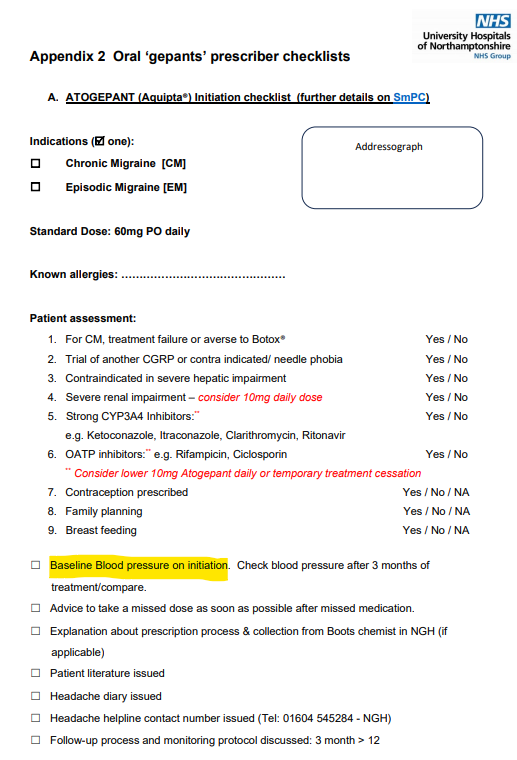 NHS
University Hospitals
of Northamptonshire
NHS Group
Appendix 2 Oral ‘gepants’ prescriber checklists
A. ATOGEPANT (Aquipta®) Initiation checklist (further details on SmPC)
Indications (☑ one):
☐ Chronic Migraine [CM]
☐ Episodic Migraine [EM]
Addressograph
Standard Dose: 60mg PO daily
Known allergies: ...........................................
Patient assessment:
1. For CM, treatment failure or averse to Botox® Yes / No
2. Trial of another CGRP or contra indicated/ needle phobia Yes / No
3. Contraindicated in severe hepatic impairment Yes / No
4. Severe renal impairment – consider 10mg daily dose Yes / No
5. Strong CYP3A4 Inhibitors:** Yes / No
e.g. Ketoconazole, Itraconazole, Clarithromycin, Ritonavir
6. OATP inhibitors:** e.g. Rifampicin, Ciclosporin Yes / No
** Consider lower 10mg Atogepant daily or temporary treatment cessation
7. Contraception prescribed Yes / No / NA
8. Family planning Yes / No / NA
9. Breast feeding Yes / No / NA
☐ Baseline Blood pressure on initiation. Check blood pressure after 3 months of
treatment/compare.
☐ Advice to take a missed dose as soon as possible after missed medication.
☐ Explanation about prescription process & collection from Boots chemist in NGH (if
applicable)
☐ Patient literature issued
☐ Headache diary issued
☐ Headache helpline contact number issued (Tel: 01604 545284 - NGH)
☐ Follow-up process and monitoring protocol discussed: 3 month > 12